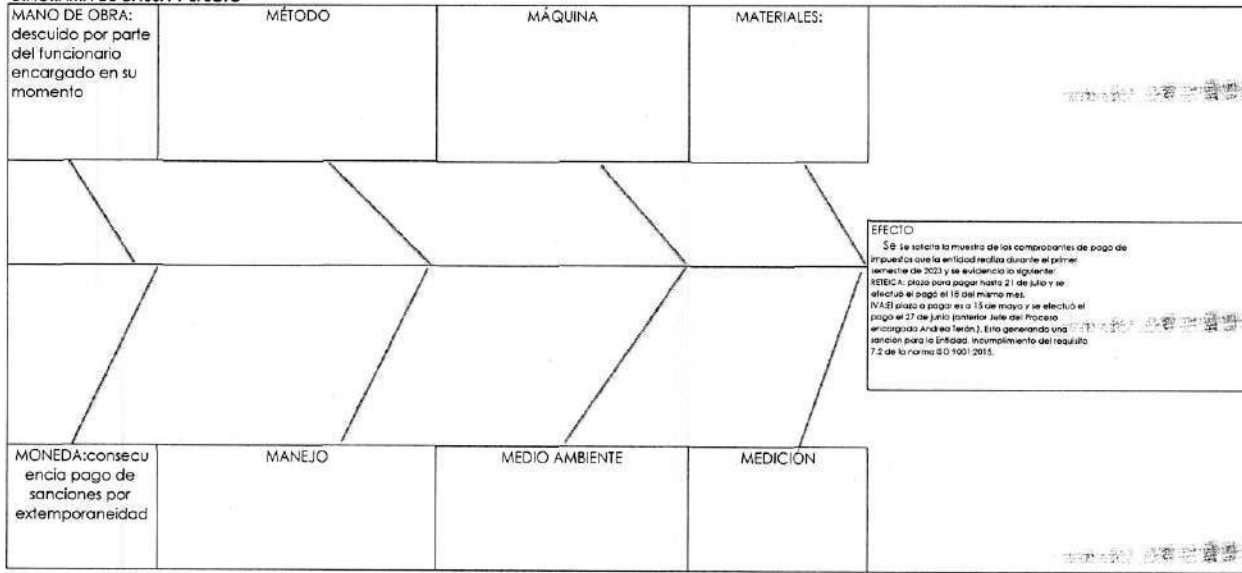 MANO DE OBRA:
descuido por parte
del funcionario
encargado en su
momento
MÉTODO
MÁQUINA
MATERIALES:
EFECTO
Se se solicita la muestra de los comprobantes de pago de
impuestos que la entidad realiza durante el primer
semestre de 2023 y se evidencia lo siguiente:
RETEICA: plazo para pagar hasta 21 de julio y se
efectuó el pagó el 18 del mismo mes.
IVA:El plazo a pagar es a 15 de mayo y se efectuó el
pago el 27 de junio (anterior Jefe del Proceso
encargada Andrea Terán.). Esto generando una
sanción para la Entidad. Incumplimiento del requisito
7.2 de la norma ISO 9001:2015.
MONEDA:consecu
encia pago de
sanciones por
extemporaneidad
MANEJO
MEDIO AMBIENTE
MEDICIÓN